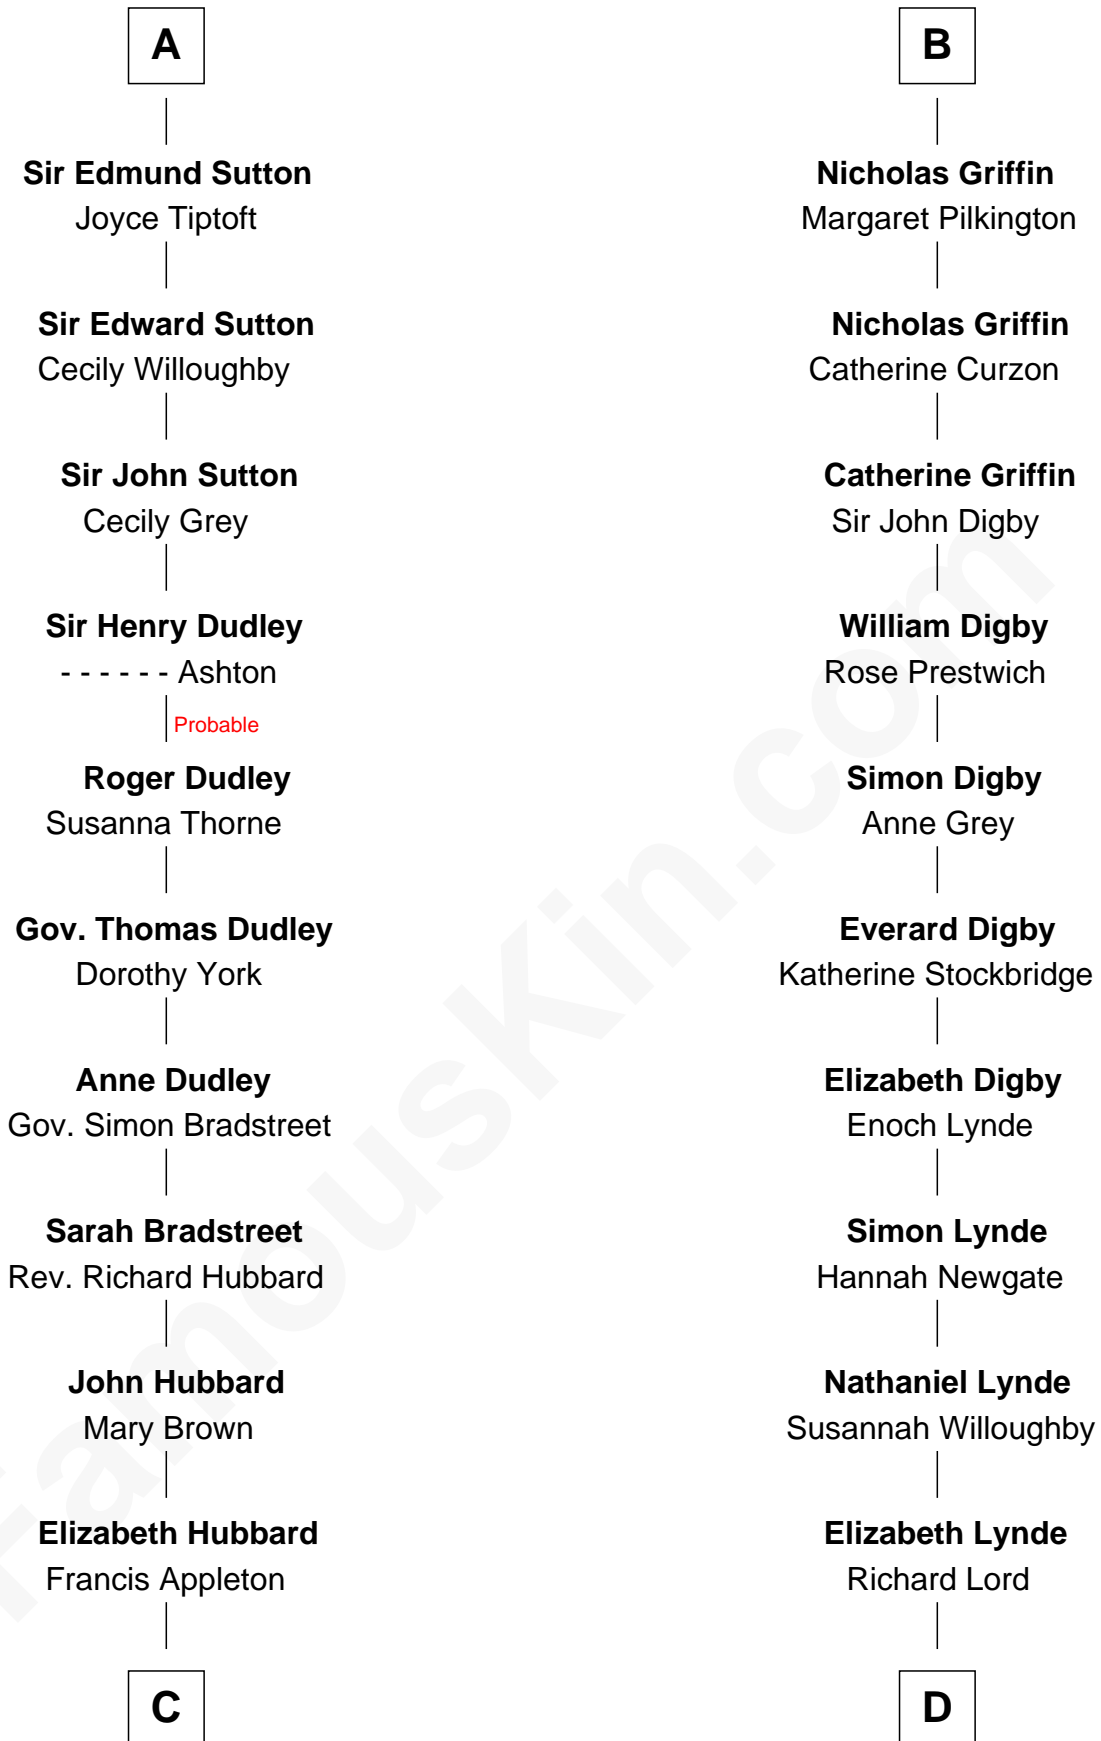 A
Sir Edmund Sutton
Joyce Tiptoft
Sir Edward Sutton
Cecily Willoughby
Sir John Sutton
Cecily Grey
Sir Henry Dudley
- - - - - - Ashton
Probable
Roger Dudley
Susanna Thorne
Gov. Thomas Dudley
Dorothy York
Anne Dudley
Gov. Simon Bradstreet
Sarah Bradstreet
Rev. Richard Hubbard
John Hubbard
Mary Brown
Elizabeth Hubbard
Francis Appleton
C
B
Nicholas Griffin
Margaret Pilkington
Nicholas Griffin
Catherine Curzon
Catherine Griffin
Sir John Digby
William Digby
Rose Prestwich
Simon Digby
Anne Grey
Everard Digby
Katherine Stockbridge
Elizabeth Digby
Enoch Lynde
Simon Lynde
Hannah Newgate
Nathaniel Lynde
Susannah Willoughby
Elizabeth Lynde
Richard Lord
D
FamousKin.com